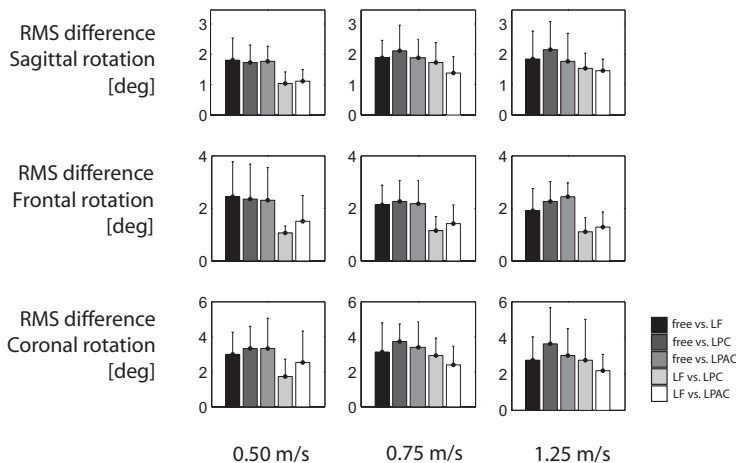 RMS difference
Sagittal rotation
[deg]
3
2
1
0
3
2
1
0
3
2
1
0
RMS difference
Frontal rotation
[deg]
4
2
0
4
2
0
4
2
0
RMS difference
Coronal rotation
[deg]
6
4
2
0
6
4
2
0
6
4
2
0
free vs. LF
free vs. LPC
free vs. LPAC
LF vs. LPC
LF vs. LPAC
0.50 m/s 0.75 m/s 1.25 m/s